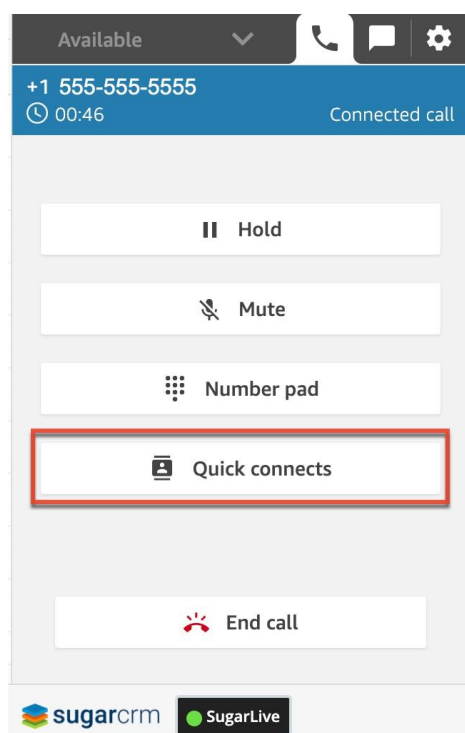 Available
+1 555-555-5555
00:46 Connected call
Hold
Mute
Number pad
Quick connects
End call
sugarcrm SugarLive